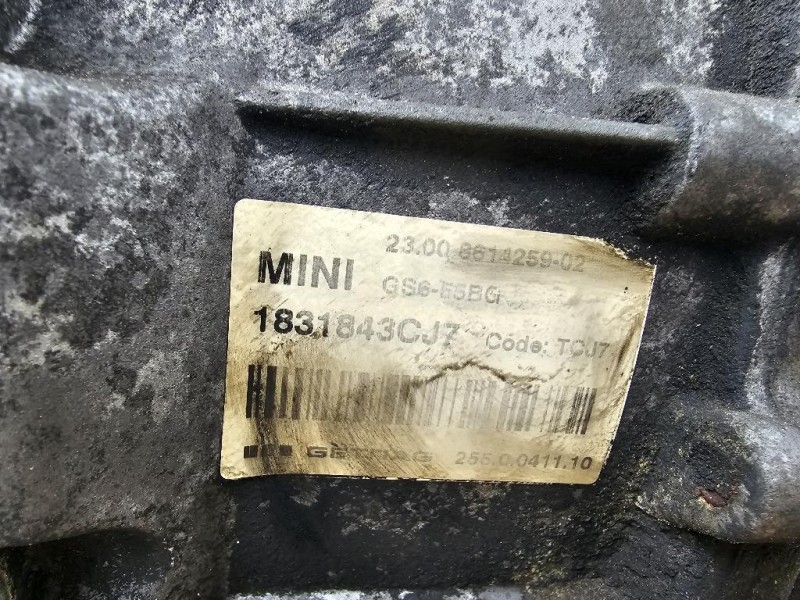 23.00 8614259-02
MINI GS6-55BG
1831843CJ7 Code: TCJ7
GETRAG 255.0.0411.10